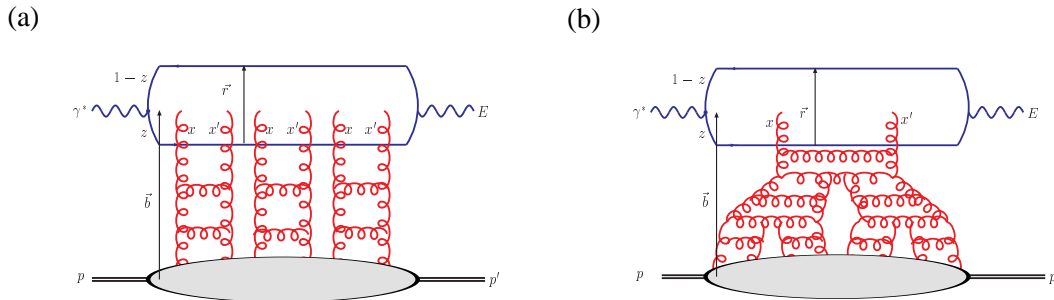 (a)
1 − z
r⃗
γ*
x x′ x x′ x x′
E
z
b⃗
p
p′
(b)
1 − z
r⃗
γ*
x
x′
E
z
b⃗
p
p